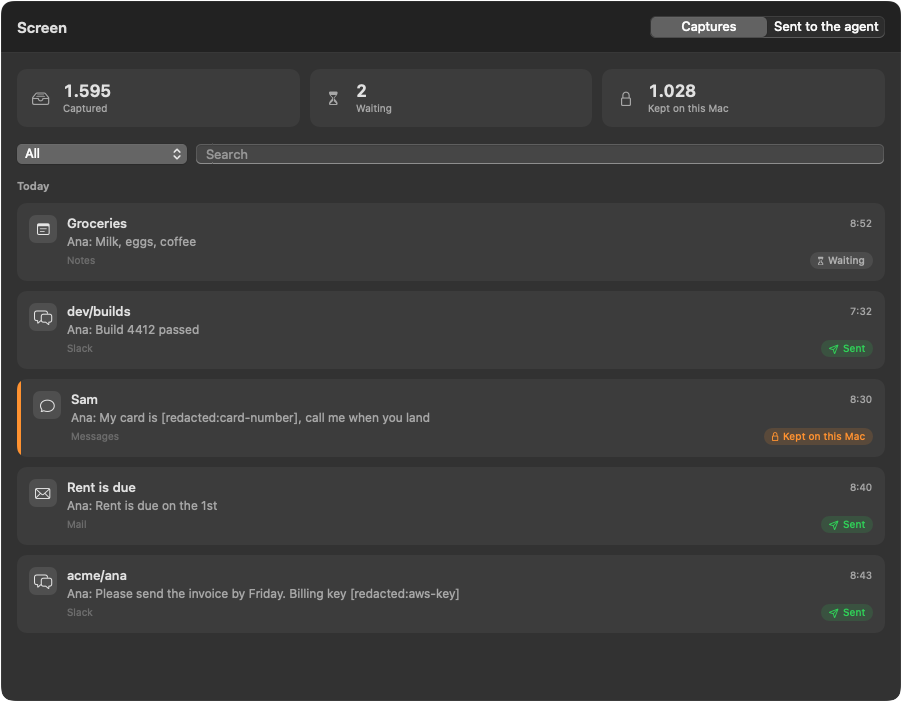 Screen
Captures
Sent to the agent
1.595
Captured
2
Waiting
1.028
Kept on this Mac
All
Search
Today
Groceries
8:52
Ana: Milk, eggs, coffee
Notes
Waiting
dev/builds
7:32
Ana: Build 4412 passed
Slack
Sent
Sam
8:30
Ana: My card is [redacted:card-number], call me when you land
Messages
Kept on this Mac
Rent is due
8:40
Ana: Rent is due on the 1st
Mail
Sent
acme/ana
8:43
Ana: Please send the invoice by Friday. Billing key [redacted:aws-key]
Slack
Sent